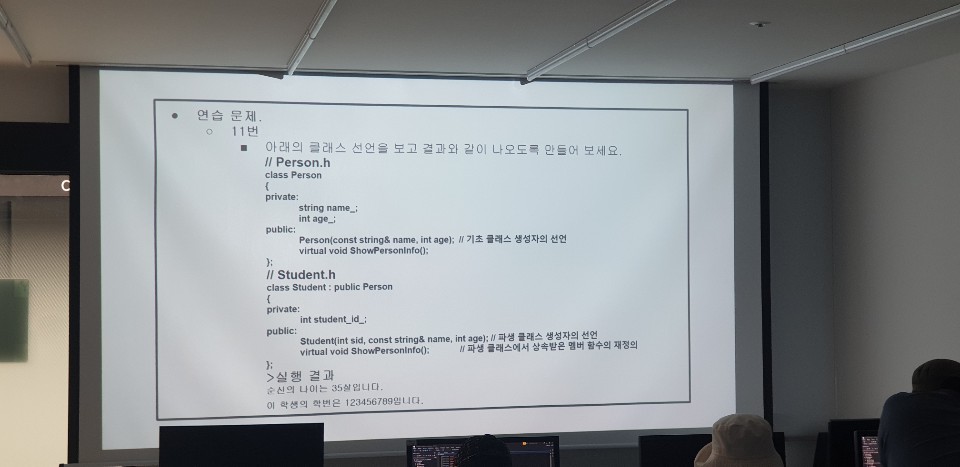 연습 문제.
11번
아래의 클래스 선언을 보고 결과와 같이 나오도록 만들어 보세요.
// Person.h
class Person
{
private:
string name_;
int age_;
public:
Person(const string& name, int age); // 기초 클래스 생성자의 선언
virtual void ShowPersonInfo();
};
// Student.h
class Student : public Person
{
private:
int student_id_;
public:
Student(int sid, const string& name, int age); // 파생 클래스 생성자의 선언
virtual void ShowPersonInfo(); // 파생 클래스에서 상속받은 멤버 함수의 재정의
};
>실행 결과
순신의 나이는 35살입니다.
이 학생의 학번은 123456789입니다.